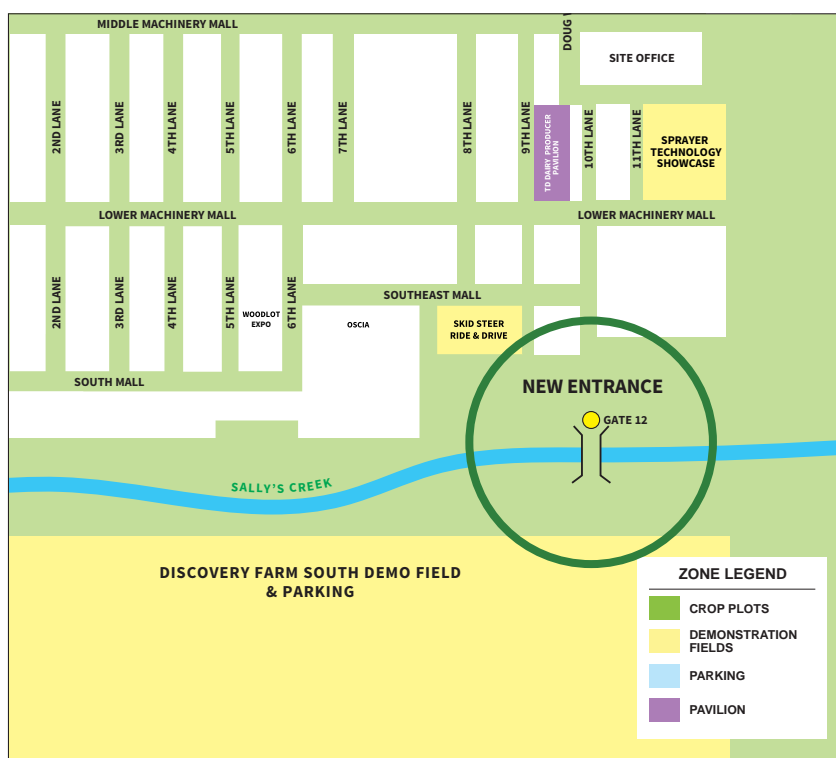 MIDDLE MACHINERY MALL
DOUG
SITE OFFICE
2ND LANE
3RD LANE
4TH LANE
5TH LANE
6TH LANE
7TH LANE
8TH LANE
9TH LANE
TD DAIRY PRODUCER
PAVILION
10TH LANE
11TH LANE
SPRAYER
TECHNOLOGY
SHOWCASE
LOWER MACHINERY MALL
LOWER MACHINERY MALL
2ND LANE
3RD LANE
4TH LANE
5TH LANE
WOODLOT
EXPO
6TH LANE
SOUTHEAST MALL
OSCIA
SKID STEER
RIDE & DRIVE
SOUTH MALL
NEW ENTRANCE
GATE 12
SALLY'S CREEK
DISCOVERY FARM SOUTH DEMO FIELD
& PARKING
ZONE LEGEND
CROP PLOTS
DEMONSTRATION
FIELDS
PARKING
PAVILION